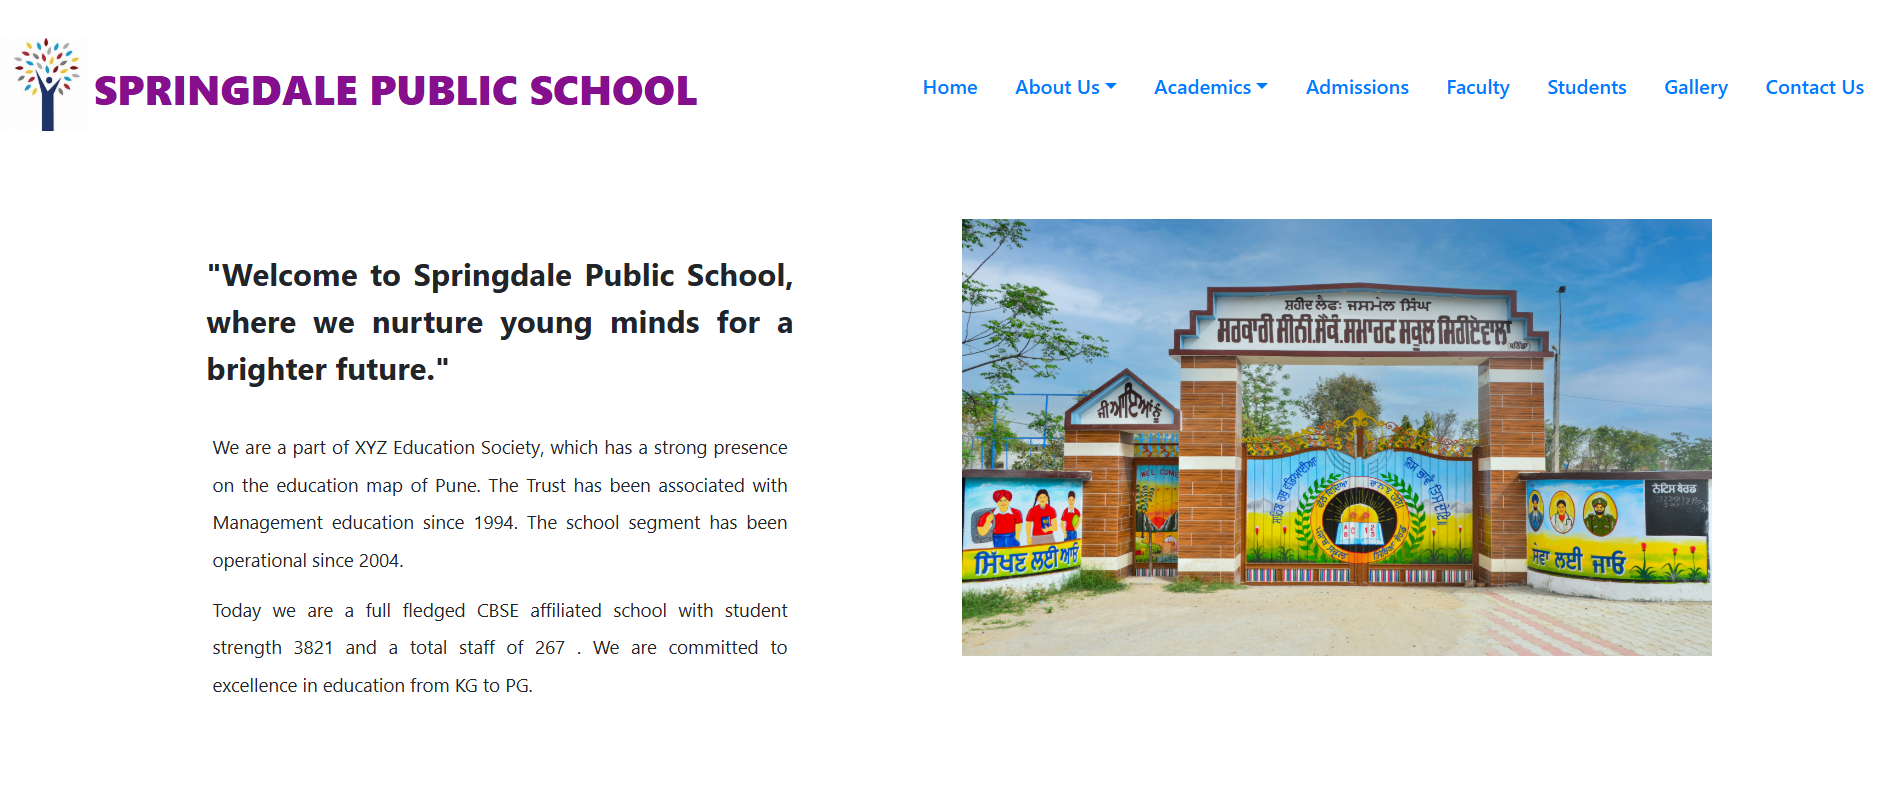 SPRINGDALE PUBLIC SCHOOL
Home About Us Academics Admissions Faculty Students Gallery Contact Us
"Welcome to Springdale Public School,
where we nurture young minds for a
brighter future."
We are a part of XYZ Education Society, which has a strong presence
on the education map of Pune. The Trust has been associated with
Management education since 1994. The school segment has been
operational since 2004.
Today we are a full fledged CBSE affiliated school with student
strength 3821 and a total staff of 267 . We are committed to
excellence in education from KG to PG.
ਸ਼ਹੀਦ ਲੈਫਃ ਜਸਮੇਲ ਸਿੰਘ
ਸਰਕਾਰੀ ਸੀਨੀ.ਸੈਕੰ.ਸਮਾਰਟ ਸਕੂਲ ਸਿਰੀਏਵਾਲਾ
(ਬਠਿੰਡਾ)
ਜੀ ਆਇਆਂ ਨੂੰ
WEL COME
ਸਿੱਖਣ ਲਈ ਆਓ
ਪੰਜਾਬ ਸਕੂਲ ਸਿੱਖਿਆ ਬੋਰਡ
ਨੋਟਿਸ ਬੋਰਡ
ਸੇਵਾ ਲਈ ਜਾਓ